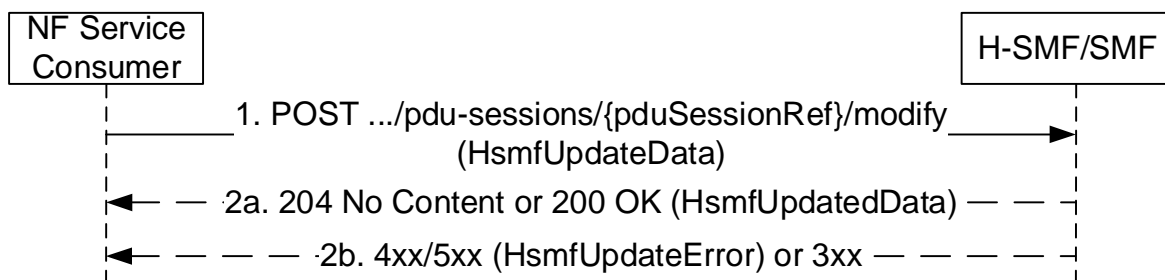 NF Service
Consumer
H-SMF/SMF
1. POST .../pdu-sessions/{pduSessionRef}/modify
(HsmfUpdateData)
2a. 204 No Content or 200 OK (HsmfUpdatedData)
2b. 4xx/5xx (HsmfUpdateError) or 3xx